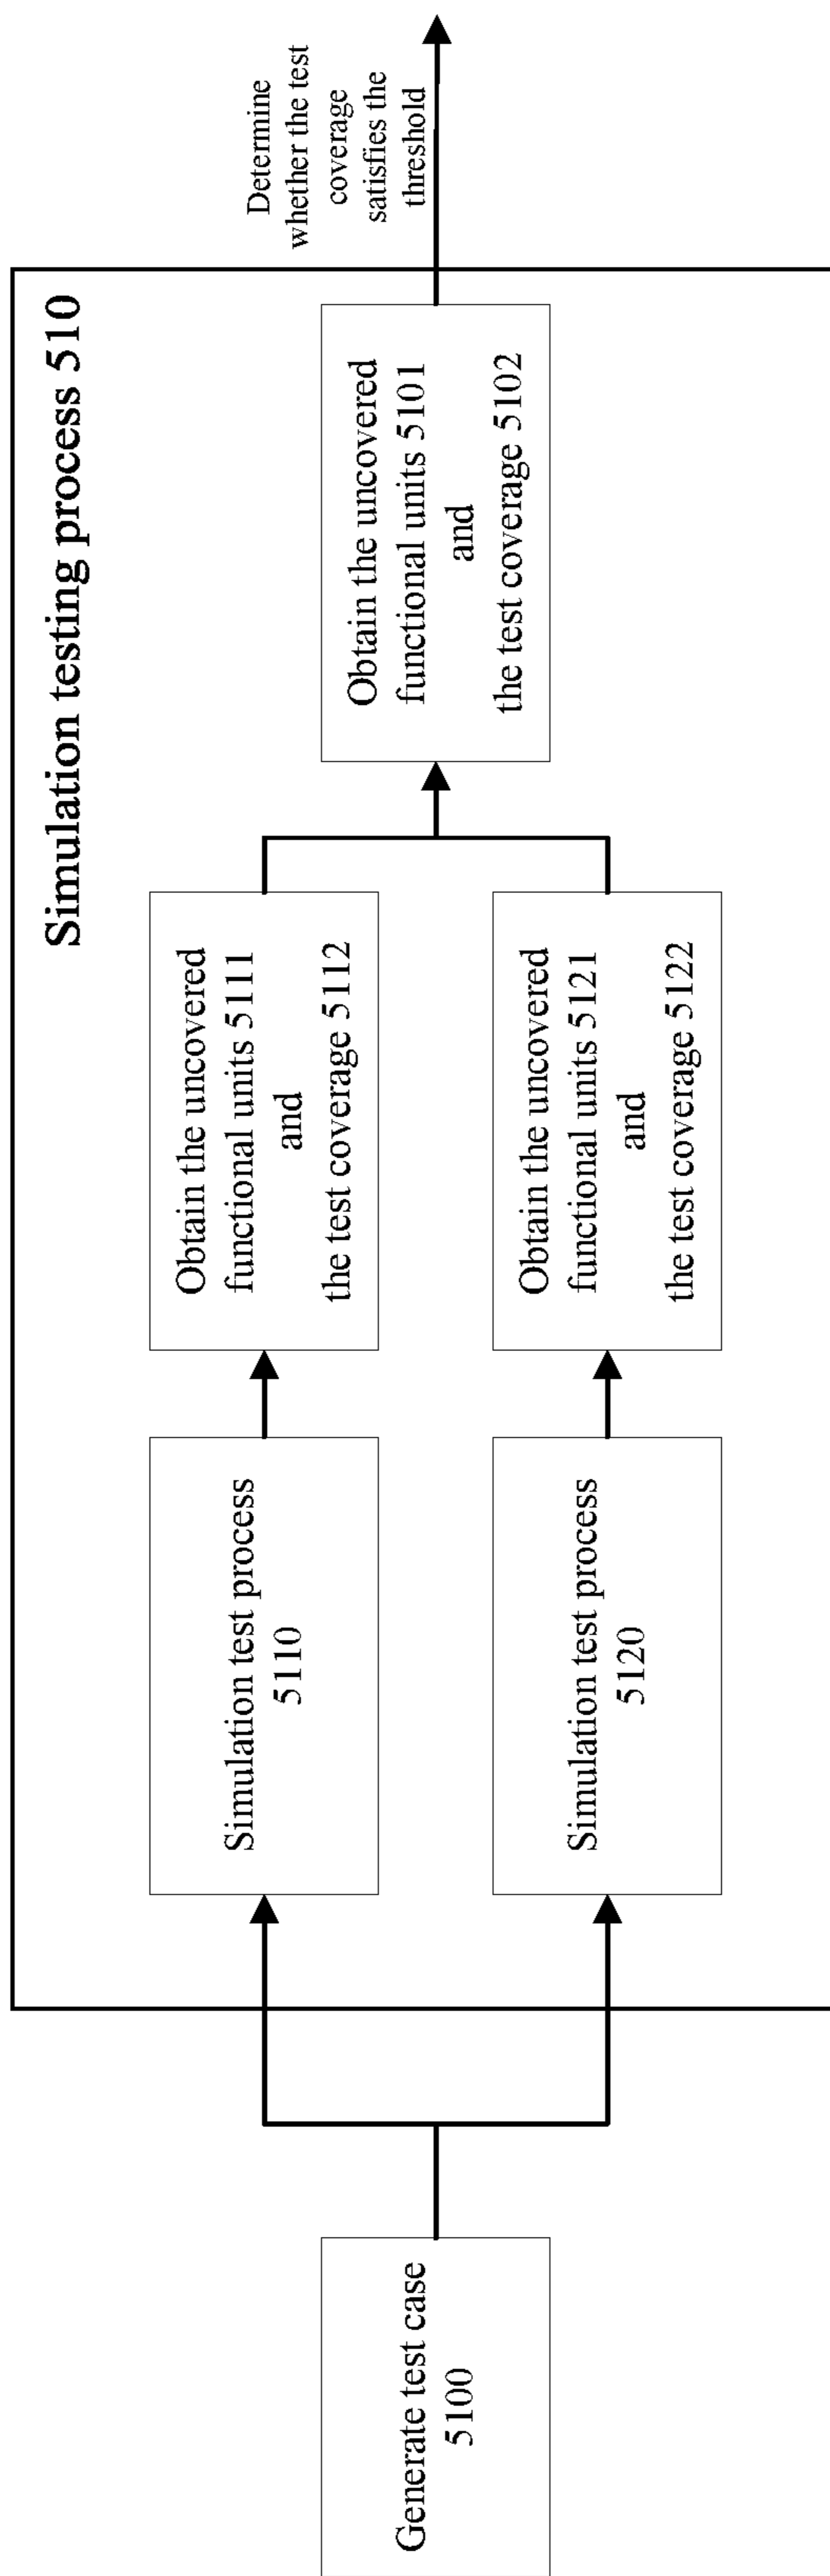 Simulation testing process 510
Generate test case
5100
Simulation test process
5110
Obtain the uncovered
functional units 5111
and
the test coverage 5112
Simulation test process
5120
Obtain the uncovered
functional units 5121
and
the test coverage 5122
Obtain the uncovered
functional units 5101
and
the test coverage 5102
Determine
whether the test
coverage
satisfies the
threshold